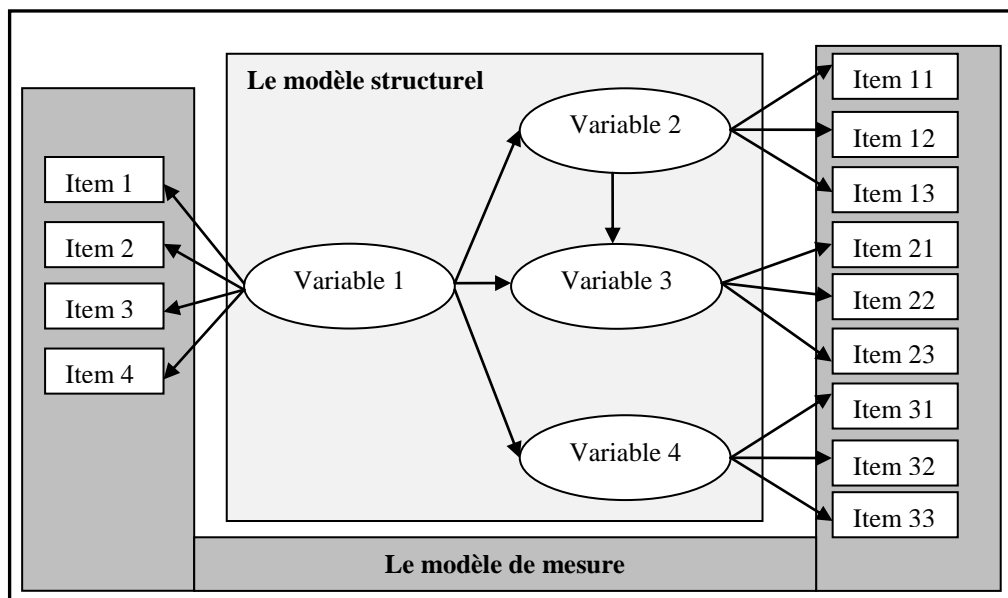 Le modèle structurel
Item 1
Item 2
Item 3
Item 4
Variable 1
Variable 2
Variable 3
Variable 4
Item 11
Item 12
Item 13
Item 21
Item 22
Item 23
Item 31
Item 32
Item 33
Le modèle de mesure